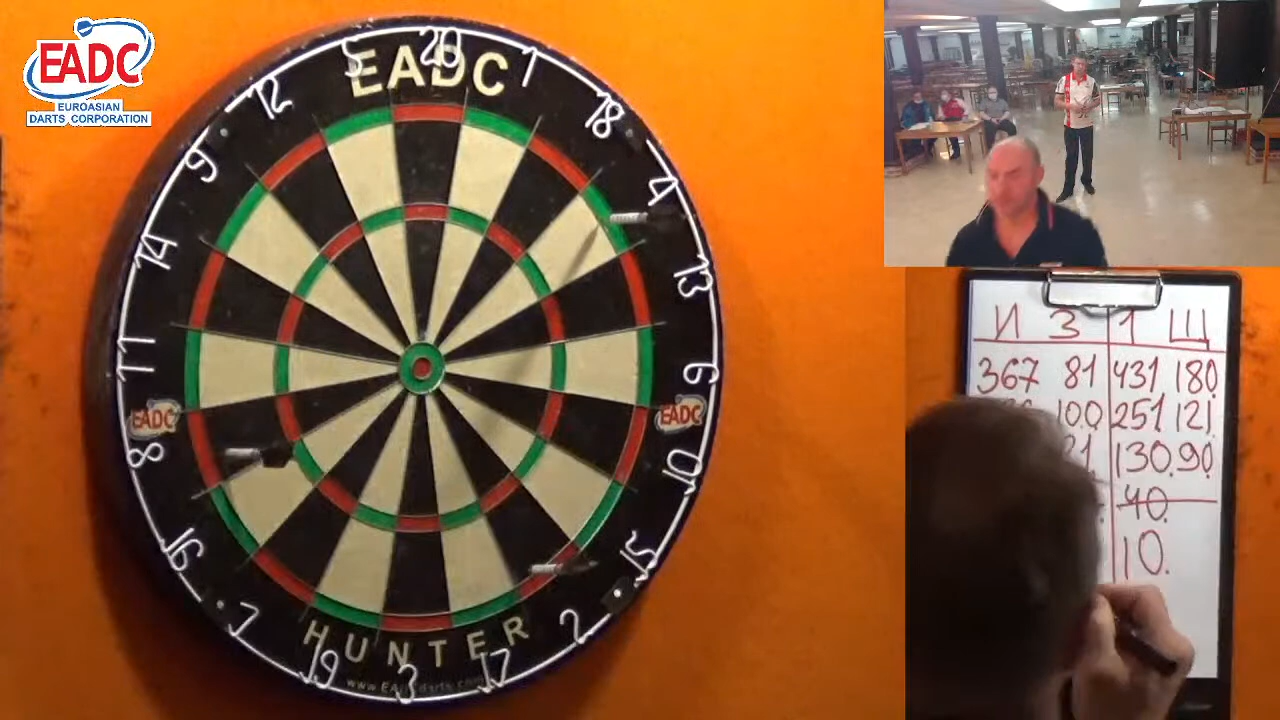 EADC
EUROASIAN
DARTS CORPORATION
EADC
20
1
18
4
13
6
10
15
2
17
3
19
7
16
8
11
14
9
12
5
EADC
EADC
HUNTER
И З 1 Щ
367 81 431 180
100 251 121
130 90
40
10